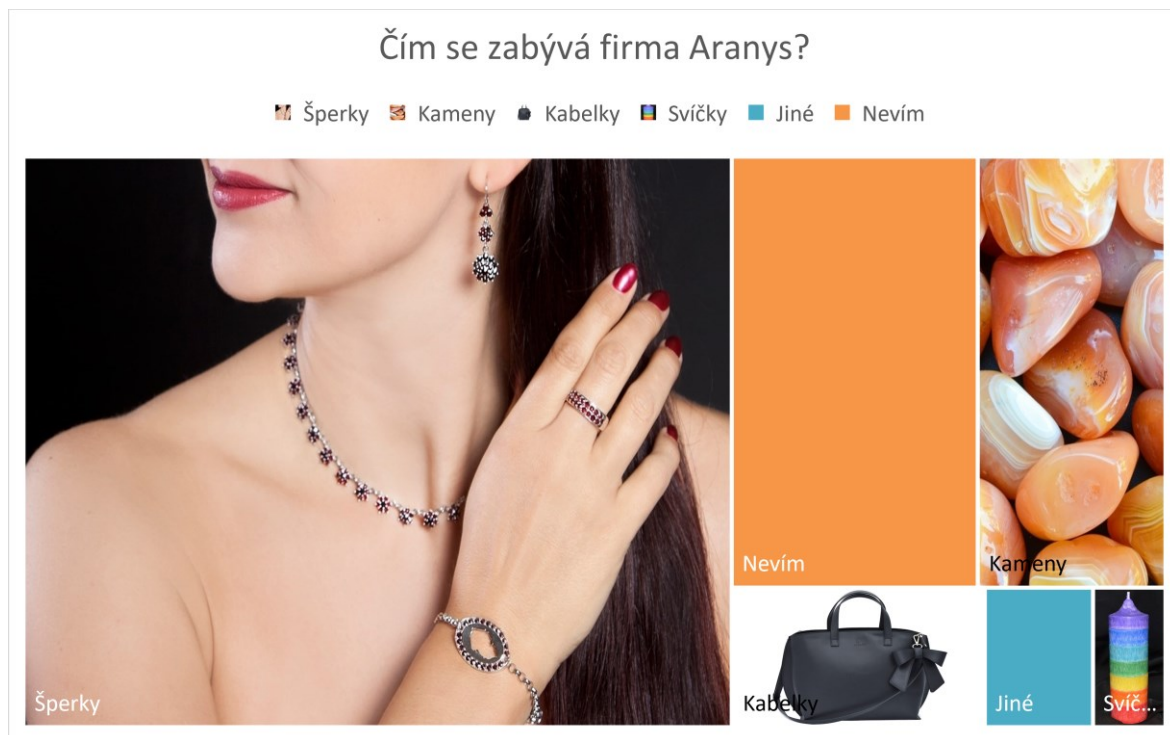 Čím se zabývá firma Aranys?
Šperky Kameny Kabelky Svíčky Jiné Nevím
Nevím
Kameny
Šperky
Kabelky
Jiné
Svíč...